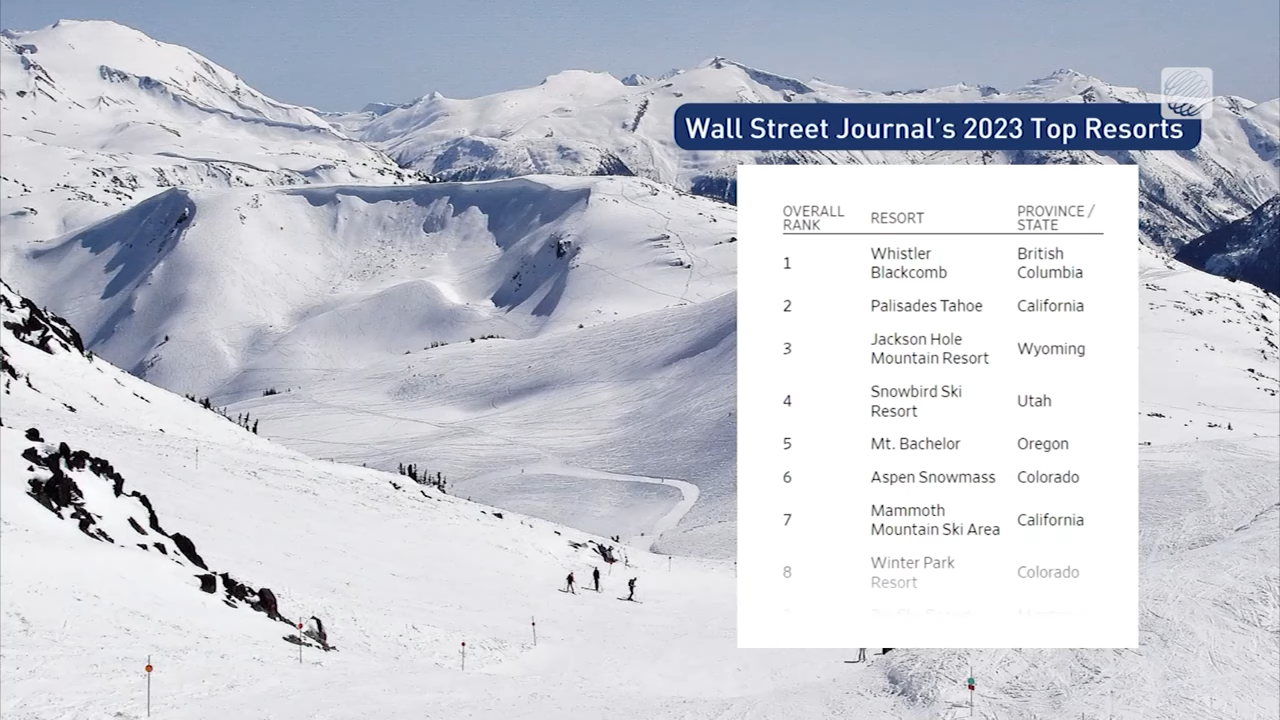 Wall Street Journal's 2023 Top Resorts
OVERALL RANK RESORT PROVINCE / STATE
1 Whistler Blackcomb British Columbia
2 Palisades Tahoe California
3 Jackson Hole Mountain Resort Wyoming
4 Snowbird Ski Resort Utah
5 Mt. Bachelor Oregon
6 Aspen Snowmass Colorado
7 Mammoth Mountain Ski Area California
8 Winter Park Resort Colorado